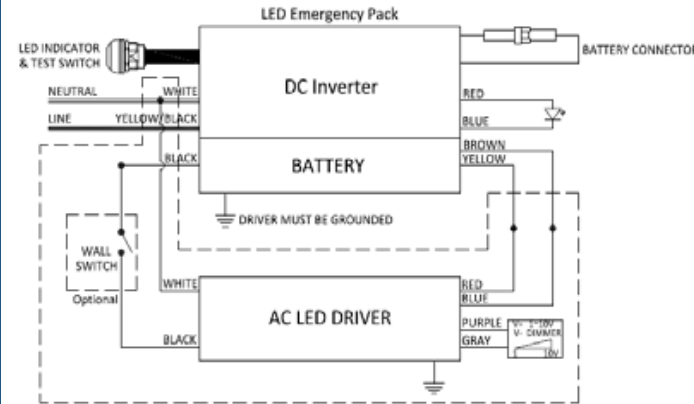 LED Emergency Pack
LED INDICATOR
& TEST SWITCH
BATTERY CONNECTOR
DC Inverter
NEUTRAL
WHITE
RED
LINE
YELLOW/BLACK
BLUE
BROWN
BLACK
BATTERY
YELLOW
DRIVER MUST BE GROUNDED
WALL
SWITCH
Optional
WHITE
RED
BLUE
AC LED DRIVER
PURPLE
V+ 1-10V
V- DIMMER
BLACK
GRAY
10V